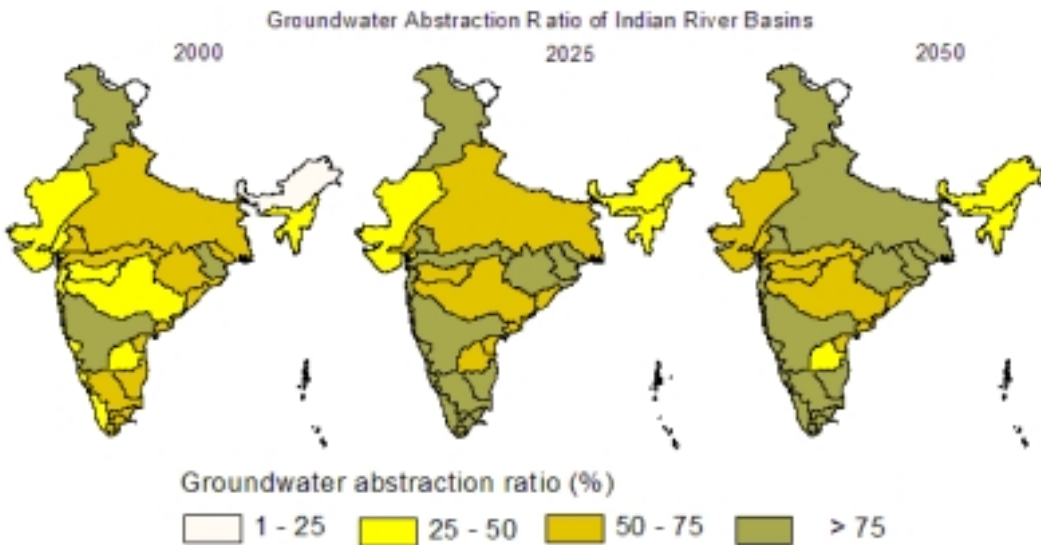 Groundwater Abstraction Ratio of Indian River Basins
2000 2025 2050
Groundwater abstraction ratio (%)
1 - 25 25 - 50 50 - 75 > 75